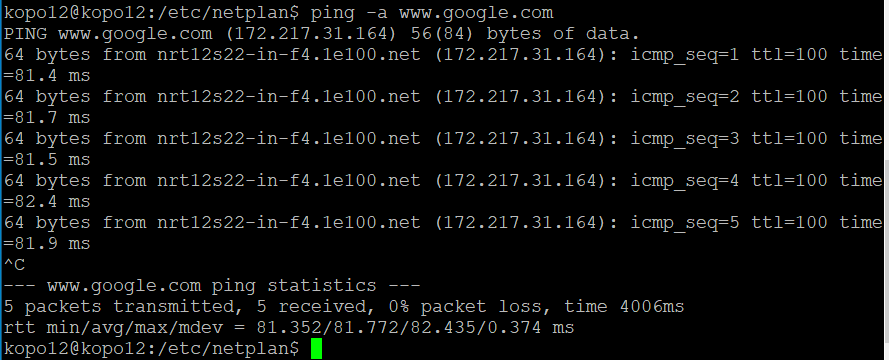 kopo12@kopo12:/etc/netplan$ ping -a www.google.com
PING www.google.com (172.217.31.164) 56(84) bytes of data.
64 bytes from nrt12s22-in-f4.1e100.net (172.217.31.164): icmp_seq=1 ttl=100 time
=81.4 ms
64 bytes from nrt12s22-in-f4.1e100.net (172.217.31.164): icmp_seq=2 ttl=100 time
=81.7 ms
64 bytes from nrt12s22-in-f4.1e100.net (172.217.31.164): icmp_seq=3 ttl=100 time
=81.5 ms
64 bytes from nrt12s22-in-f4.1e100.net (172.217.31.164): icmp_seq=4 ttl=100 time
=82.4 ms
64 bytes from nrt12s22-in-f4.1e100.net (172.217.31.164): icmp_seq=5 ttl=100 time
=81.9 ms
^C
--- www.google.com ping statistics ---
5 packets transmitted, 5 received, 0% packet loss, time 4006ms
rtt min/avg/max/mdev = 81.352/81.772/82.435/0.374 ms
kopo12@kopo12:/etc/netplan$